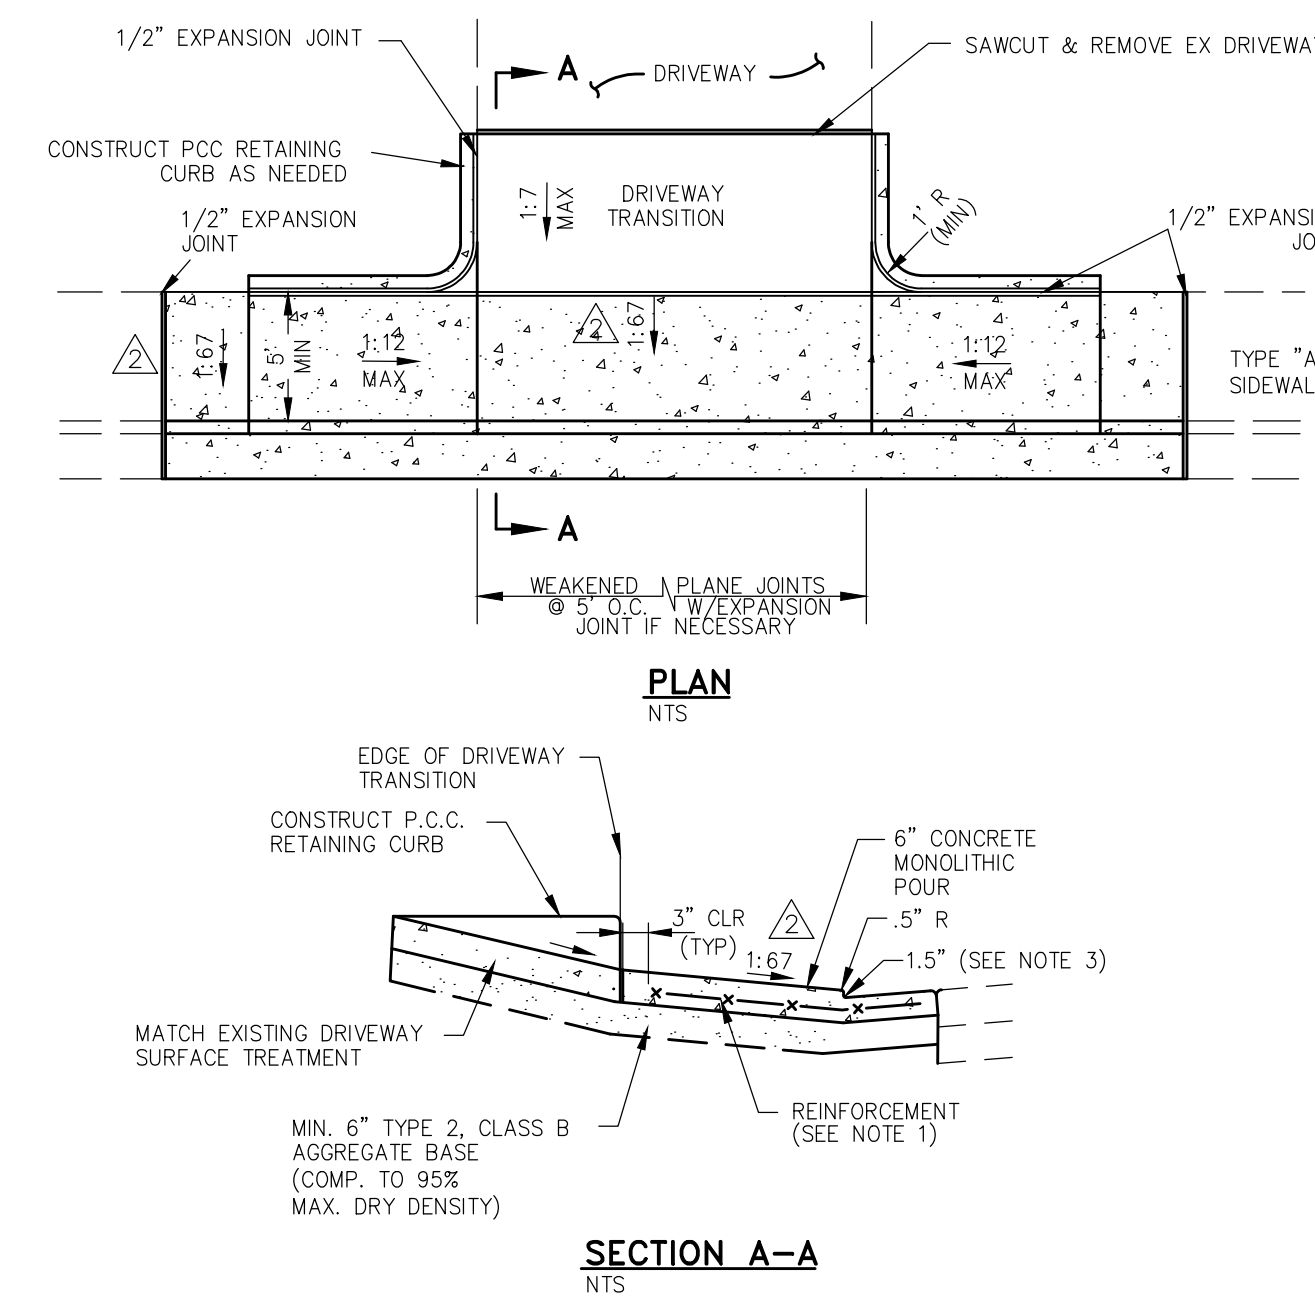 1/2” EXPANSION JOINT
A
DRIVEWAY
SAWCUT & REMOVE EX DRIVEWA
CONSTRUCT PCC RETAINING
CURB AS NEEDED
1:7
MAX
DRIVEWAY
TRANSITION
1' R
(MIN)
1/2” EXPANSION
JOINT
1/2” EXPANSI
JO
2
1:67
5'
MIN
1:12
MAX
2
1:67
1:12
MAX
TYPE "A
SIDEWAL
A
WEAKENED PLANE JOINTS
@ 5' O.C. W/EXPANSION
JOINT IF NECESSARY
PLAN
NTS
EDGE OF DRIVEWAY
TRANSITION
CONSTRUCT P.C.C.
RETAINING CURB
6” CONCRETE
MONOLITHIC
POUR
3” CLR
(TYP)
2
.5” R
1:67
1.5” (SEE NOTE 3)
MATCH EXISTING DRIVEWAY
SURFACE TREATMENT
REINFORCEMENT
(SEE NOTE 1)
MIN. 6” TYPE 2, CLASS B
AGGREGATE BASE
(COMP. TO 95%
MAX. DRY DENSITY)
SECTION A-A
NTS